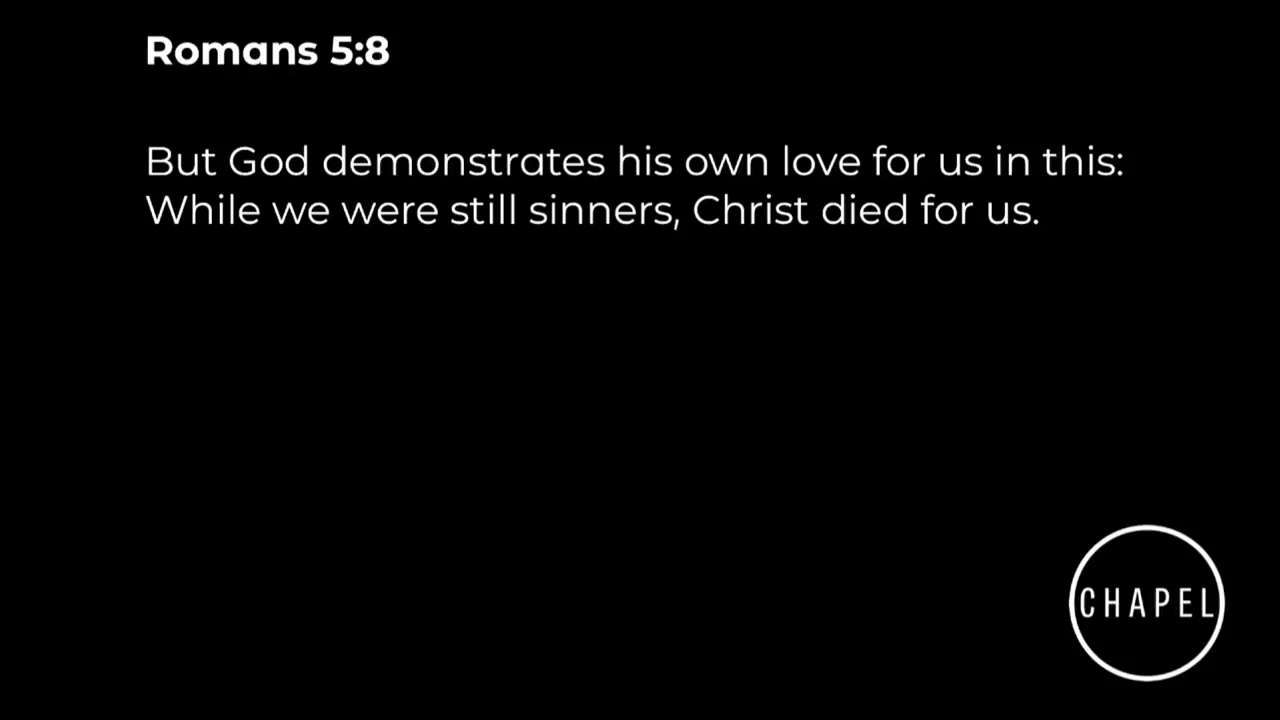 Romans 5:8
But God demonstrates his own love for us in this:
While we were still sinners, Christ died for us.
CHAPEL